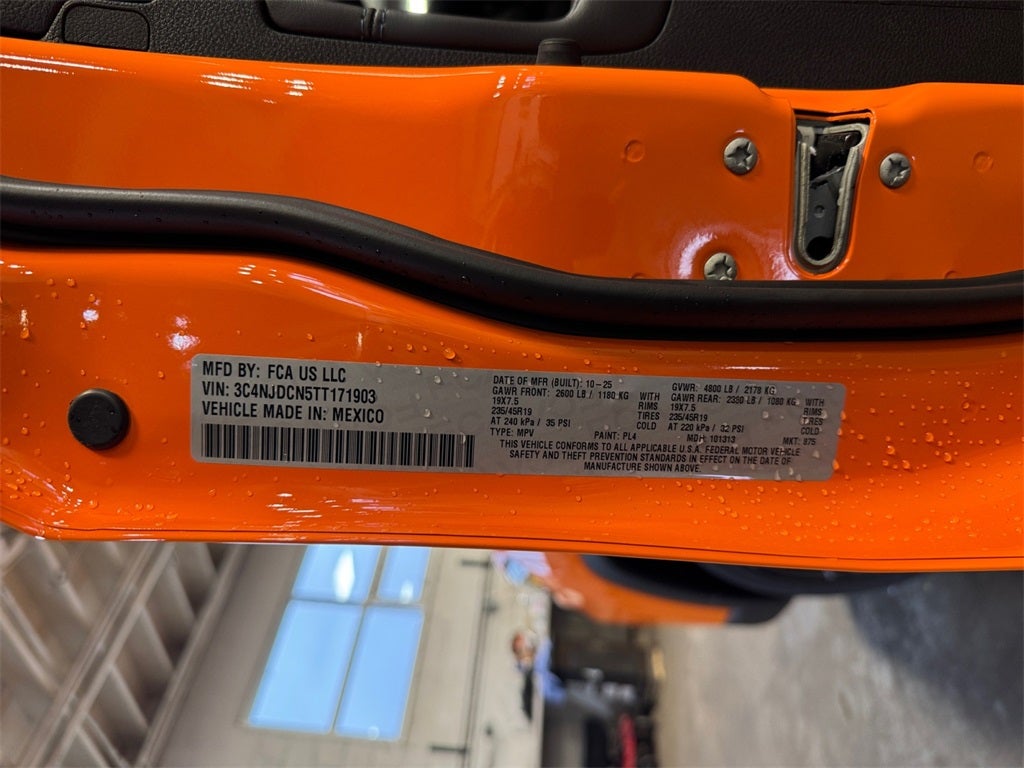 MFD BY: FCA US LLC
VIN: 3C4NJDCN5TT171903
VEHICLE MADE IN: MEXICO
DATE OF MFR (BUILT): 10-25 GVWR: 4800 LB / 2178 KG
GAWR FRONT: 2600 LB / 1180 KG WITH GAWR REAR: 2380 LB / 1080 KG WITH
19X7.5 RIMS 19X7.5 RIMS
235/45R19 TIRES 235/45R19 TIRES
AT 240 kPa / 35 PSI COLD AT 220 kPa / 32 PSI COLD
TYPE: MPV PAINT: PL4 MDH: 101313 MKT: 875
THIS VEHICLE CONFORMS TO ALL APPLICABLE U.S.A. FEDERAL MOTOR VEHICLE
SAFETY AND THEFT PREVENTION STANDARDS IN EFFECT ON THE DATE OF
MANUFACTURE SHOWN ABOVE.